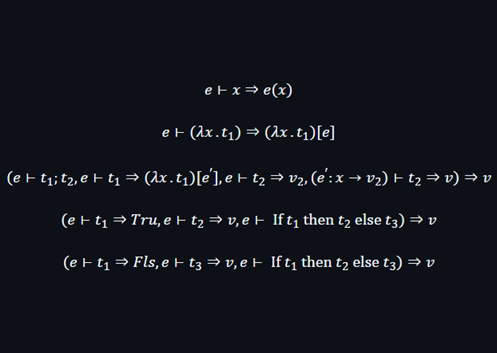 e ⊢ x ⇒ e(x)
e ⊢ (λx.t₁) ⇒ (λx.t₁)[e]
(e ⊢ t₁; t₂, e ⊢ t₁ ⇒ (λx.t₁)[e′], e ⊢ t₂ ⇒ v₂, (e′: x → v₂) ⊢ t₂ ⇒ v) ⇒ v
(e ⊢ t₁ ⇒ Tru, e ⊢ t₂ ⇒ v, e ⊢ If t₁ then t₂ else t₃) ⇒ v
(e ⊢ t₁ ⇒ Fls, e ⊢ t₃ ⇒ v, e ⊢ If t₁ then t₂ else t₃) ⇒ v